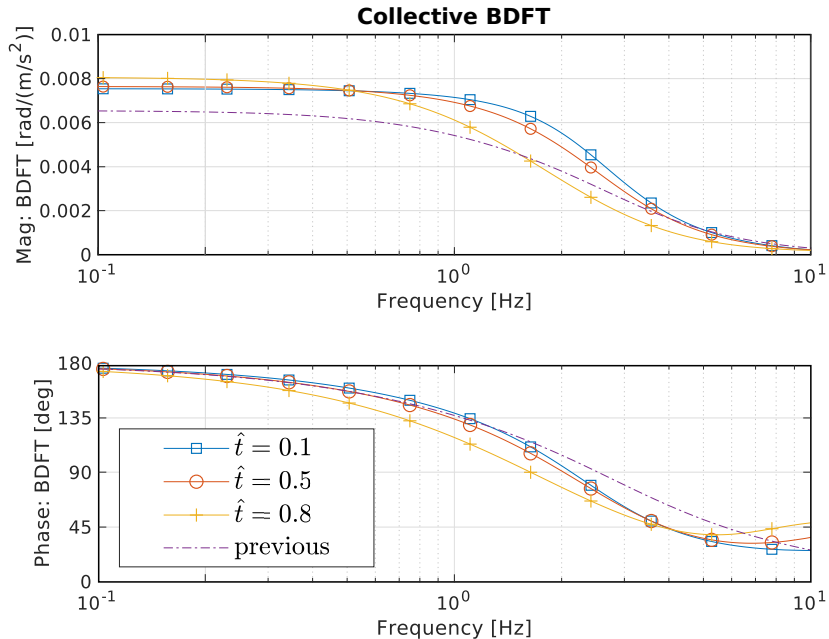 Collective BDFT
Mag: BDFT [rad/(m/s²)]
0.01
0.008
0.006
0.004
0.002
0
10⁻¹ 10⁰ 10¹
Frequency [Hz]
Phase: BDFT [deg]
180
135
90
45
0
t̂ = 0.1
t̂ = 0.5
t̂ = 0.8
previous
10⁻¹ 10⁰ 10¹
Frequency [Hz]